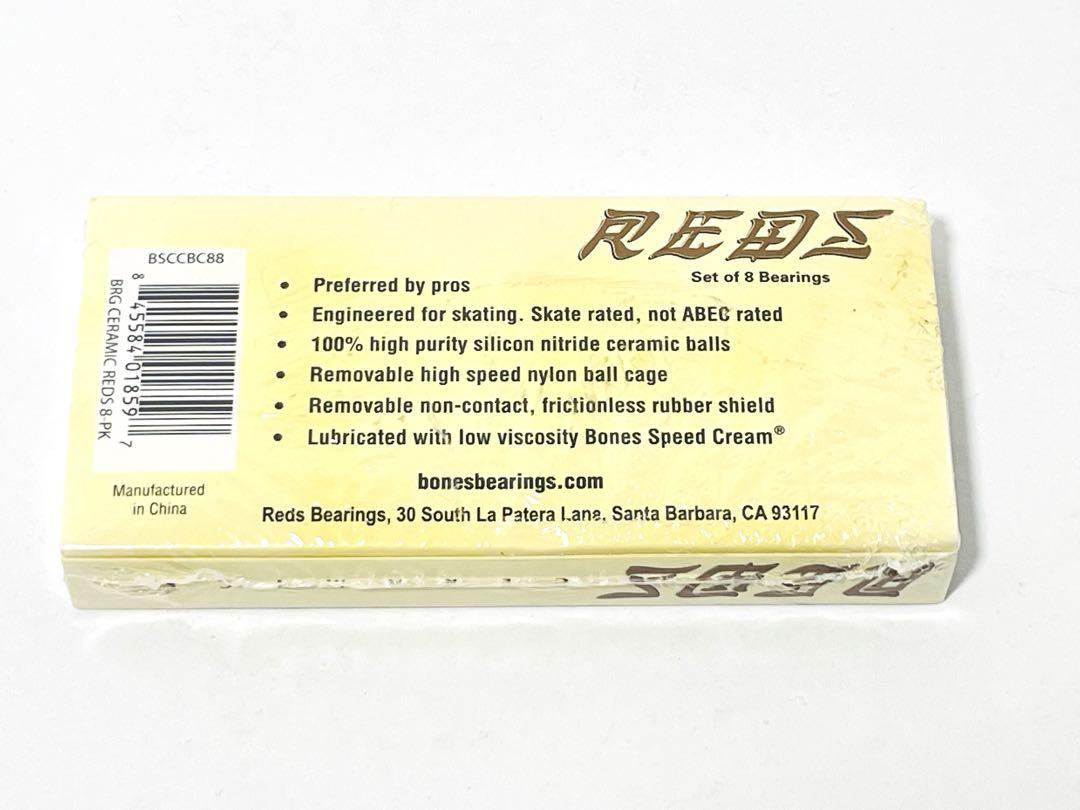 REDS
Set of 8 Bearings
BSCCBC88
8 45584 01859 7
BRG CERAMIC REDS 8-PK
• Preferred by pros
• Engineered for skating. Skate rated, not ABEC rated
• 100% high purity silicon nitride ceramic balls
• Removable high speed nylon ball cage
• Removable non-contact, frictionless rubber shield
• Lubricated with low viscosity Bones Speed Cream®
Manufactured
in China
bonesbearings.com
Reds Bearings, 30 South La Patera Lane, Santa Barbara, CA 93117
REDS